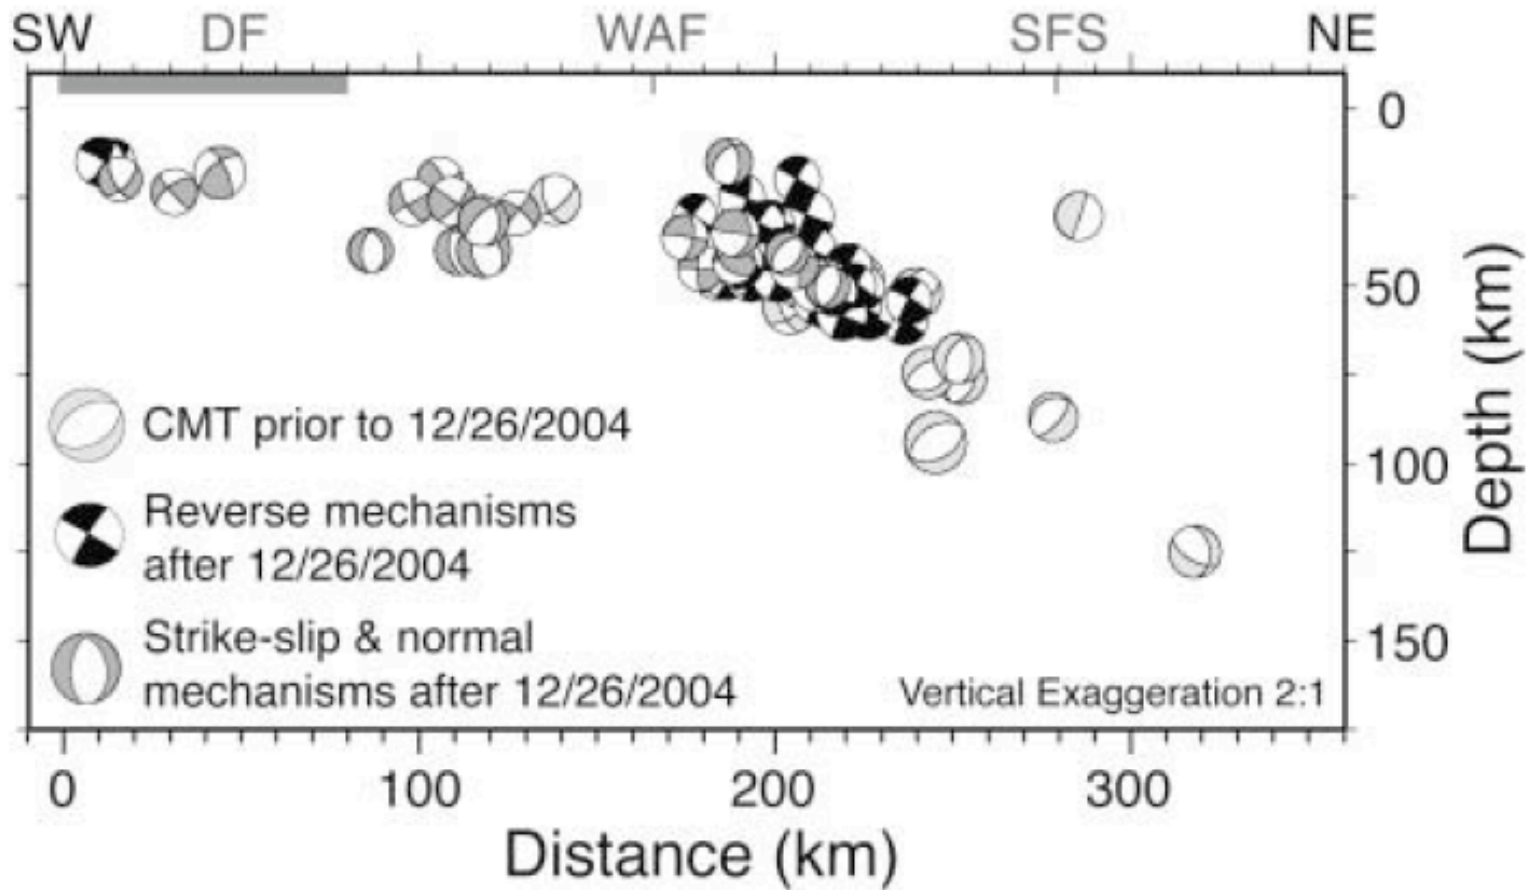 SW DF WAF SFS NE
0
50
100
150
Depth (km)
CMT prior to 12/26/2004
Reverse mechanisms
after 12/26/2004
Strike-slip & normal
mechanisms after 12/26/2004
Vertical Exaggeration 2:1
0 100 200 300
Distance (km)